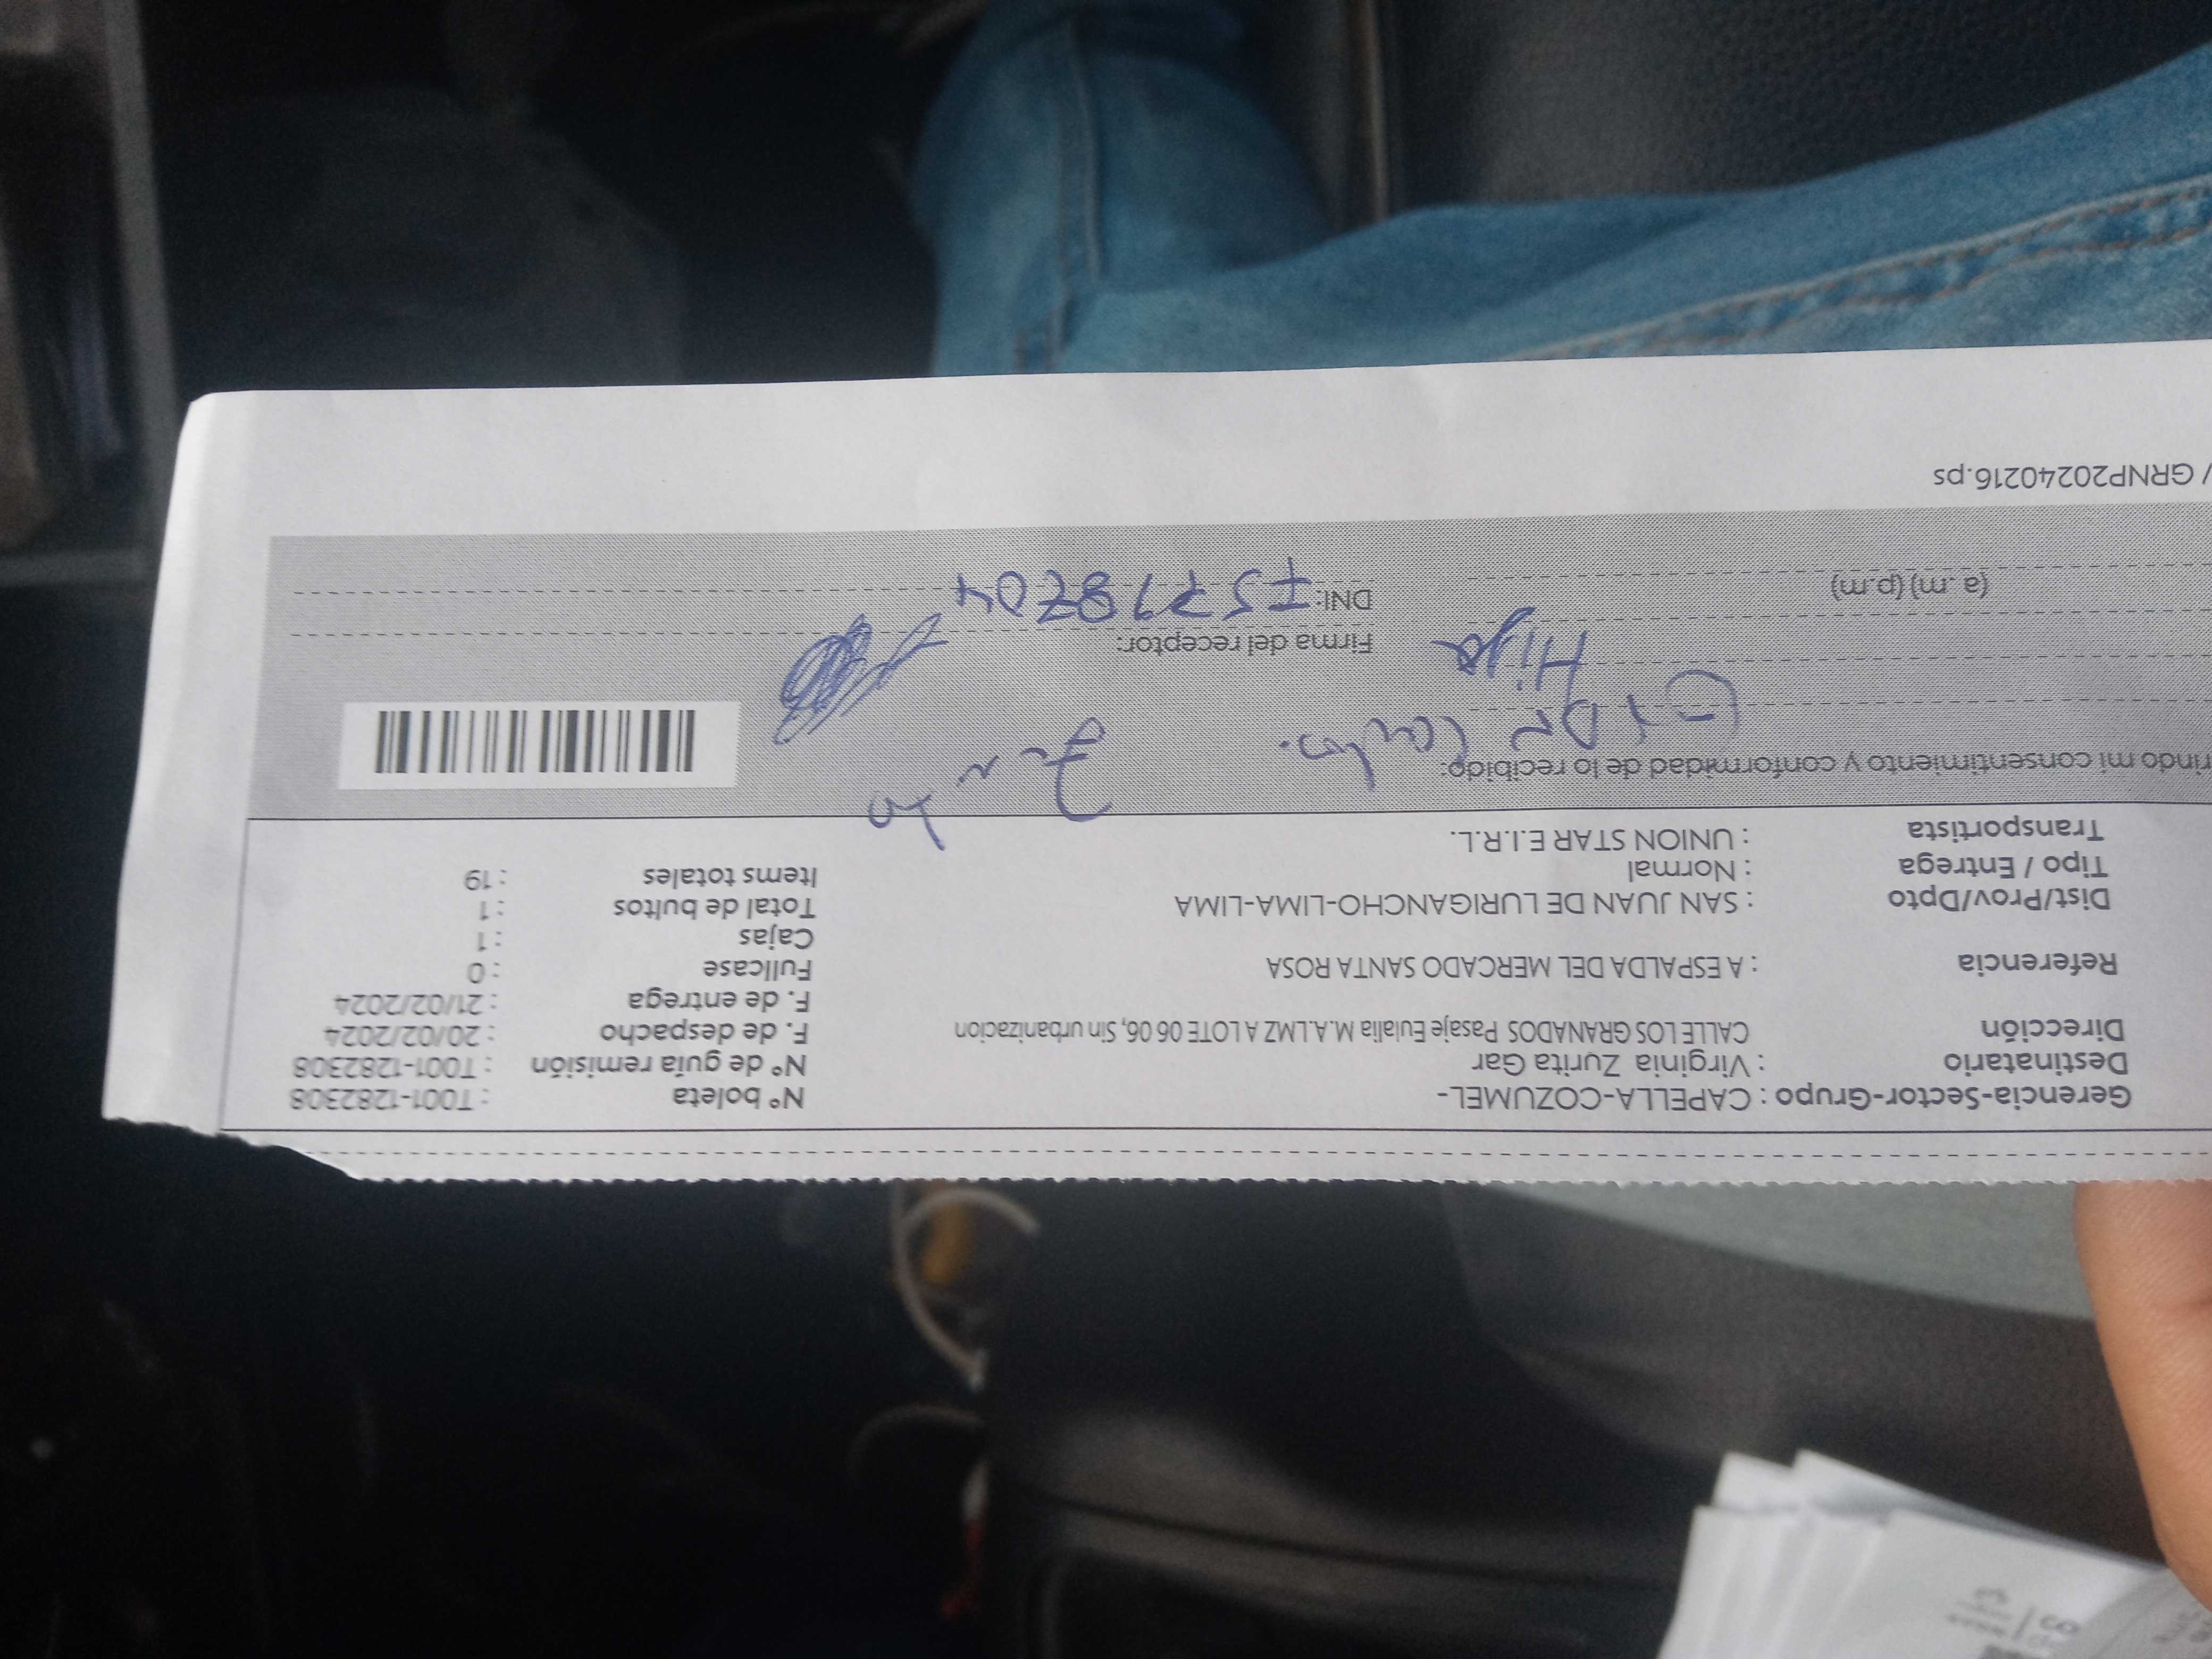 Gerencia-Sector-Grupo : CAPELLA-COZUMEL-
Destinatario : Virginia Zurita Gar
Dirección CALLE LOS GRANADOS Pasaje Eulalia M.A.LMZ A LOTE 06 06, Sin urbanizacion
Referencia : A ESPALDA DEL MERCADO SANTA ROSA
Dist/Prov/Dpto : SAN JUAN DE LURIGANCHO-LIMA-LIMA
Tipo / Entrega : Normal
Transportista : UNION STAR E.I.R.L.
N° boleta : T001-1282308
N° de guía remisión : T001-1282308
F. de despacho : 20/02/2024
F. de entrega : 21/02/2024
Fullcase : 0
Cajas : 1
Total de bultos : 1
Items totales : 19
rindo mi consentimiento y conformidad de lo recibido:
Hija
Firma del receptor:
(a .m) (p.m)
DNI: 75798204
/ GRNP20240216.ps